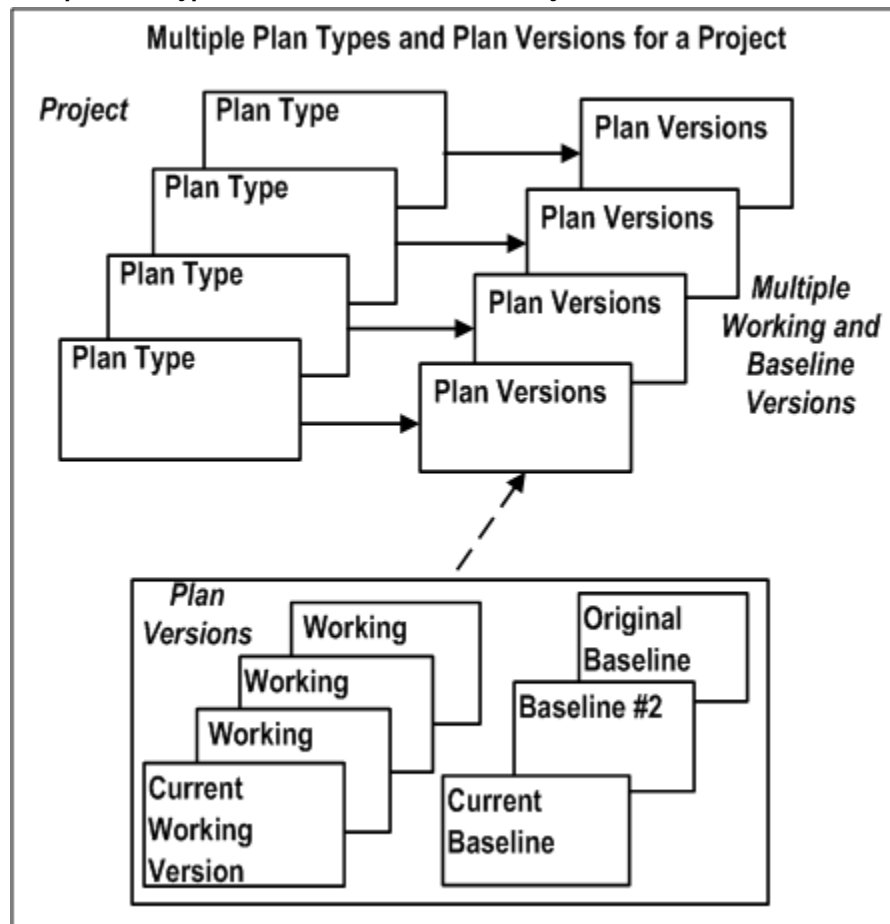 Multiple Plan Types and Plan Versions for a Project
Project
Plan Type
Plan Versions
Plan Type
Plan Versions
Plan Type
Plan Versions
Multiple
Working and
Baseline
Versions
Plan Type
Plan Versions
Plan
Versions
Working
Working
Working
Current
Working
Version
Original
Baseline
Baseline #2
Current
Baseline